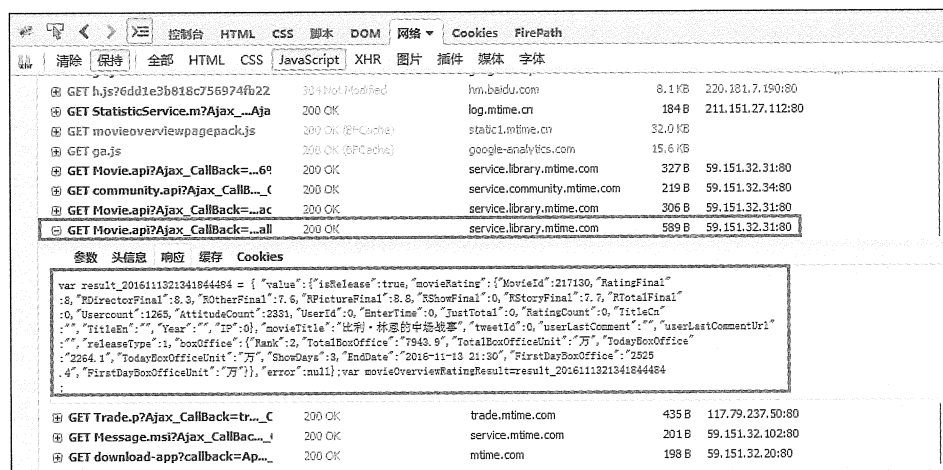 控制台 HTML CSS 脚本 DOM 网络 Cookies FirePath
清除 保持 全部 HTML CSS JavaScript XHR 图片 插件 媒体 字体
GET h.js?6dd1e3b818c756974fb22 304 Not Modified hm.baidu.com 8.1 KB 220.181.7.190:80
GET StatisticService.m?Ajax_...Aja 200 OK log.mtime.cn 184 B 211.151.27.112:80
GET movieoverviewpagepack.js 200 OK (BFCache) static1.mtime.cn 32.0 KB
GET ga.js 200 OK (BFCache) google-analytics.com 15.6 KB
GET Movie.api?Ajax_CallBack=...6% 200 OK service.library.mtime.com 327 B 59.151.32.31:80
GET community.api?Ajax_CallB..._( 200 OK service.community.mtime.com 219 B 59.151.32.34:80
GET Movie.api?Ajax_CallBack=...ac 200 OK service.library.mtime.com 306 B 59.151.32.31:80
GET Movie.api?Ajax_CallBack=...all 200 OK service.library.mtime.com 589 B 59.151.32.31:80
参数 头信息 响应 缓存 Cookies
var result_2016111321341844484 = { "value":{"isRelease":true,"movieRating":{"MovieId":217130,"RatingFinal
:8,"RDirectorFinal":8.3,"ROtherFinal":7.6,"RPictureFinal":8.8,"RShowFinal":0,"RStoryFinal":7.7,"RTotalFinal
:0,"Usercount":1265,"AttitudeCount":2331,"UserId":0,"EnterTime":0,"JustTotal":0,"RatingCount":0,"TitleCn
:"","TitleEn":"","Year":"","IP":0},"movieTitle":"比利·林恩的中场战事","tweetId":0,"userLastComment":"","userLastCommentUrl
:"","releaseType":1,"boxOffice":{"Rank":2,"TotalBoxOffice":"7943.9","TotalBoxOfficeUnit":"万","TodayBoxOffice
:"2264.1","TodayBoxOfficeUnit":"万","ShowDays":3,"EndDate":"2016-11-13 21:30","FirstDayBoxOffice":"2525
.4","FirstDayBoxOfficeUnit":"万"}},"error":null};var movieOverviewRatingResult=result_2016111321341844484
;
GET Trade.p?Ajax_CallBack=tr..._( 200 OK trade.mtime.com 435 B 117.79.237.50:80
GET Message.msi?Ajax_CallBac..._( 200 OK service.mtime.com 201 B 59.151.32.102:80
GET download-app?callback=Ap..._ 200 OK mtime.com 198 B 59.151.32.20:80